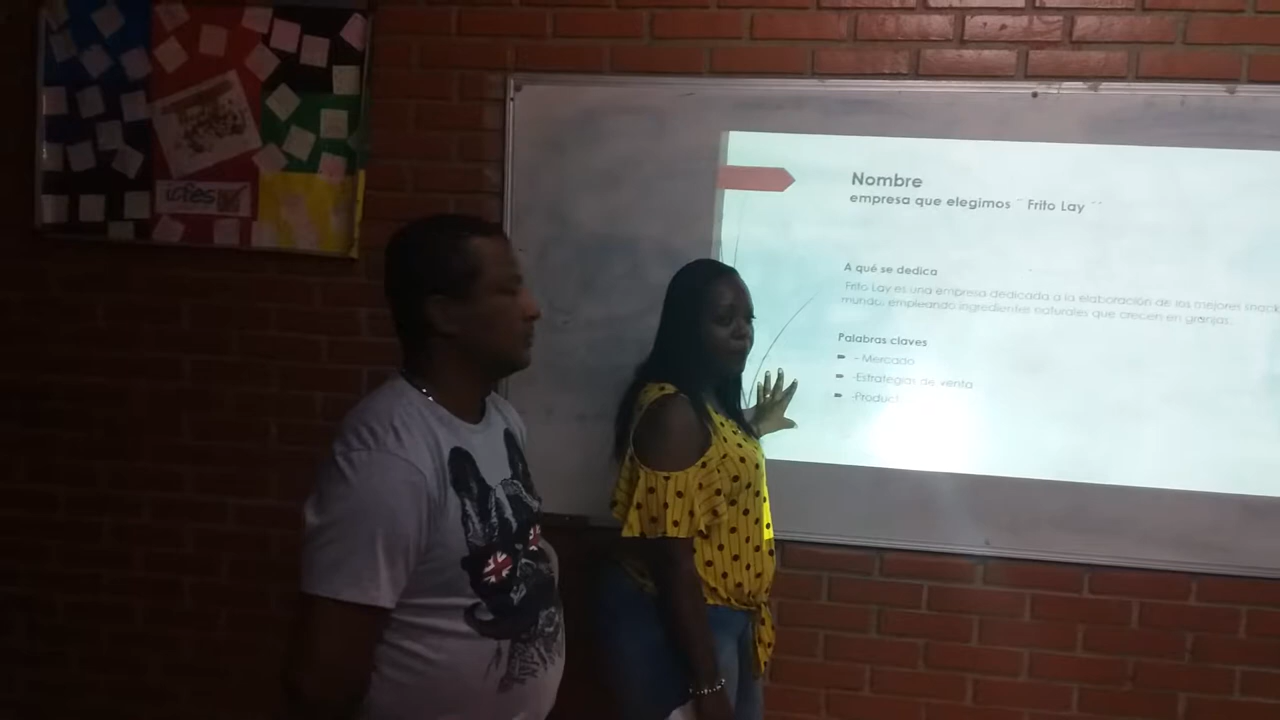 icfes
Nombre
empresa que elegimos ¨ Frito Lay ¨¨
A qué se dedica
Frito Lay es una empresa dedicada a la elaboración de los mejores snack
mundo, empleando ingredientes naturales que crecen en granjas.
Palabras claves
- Mercado
-Estrategias de venta
-Product